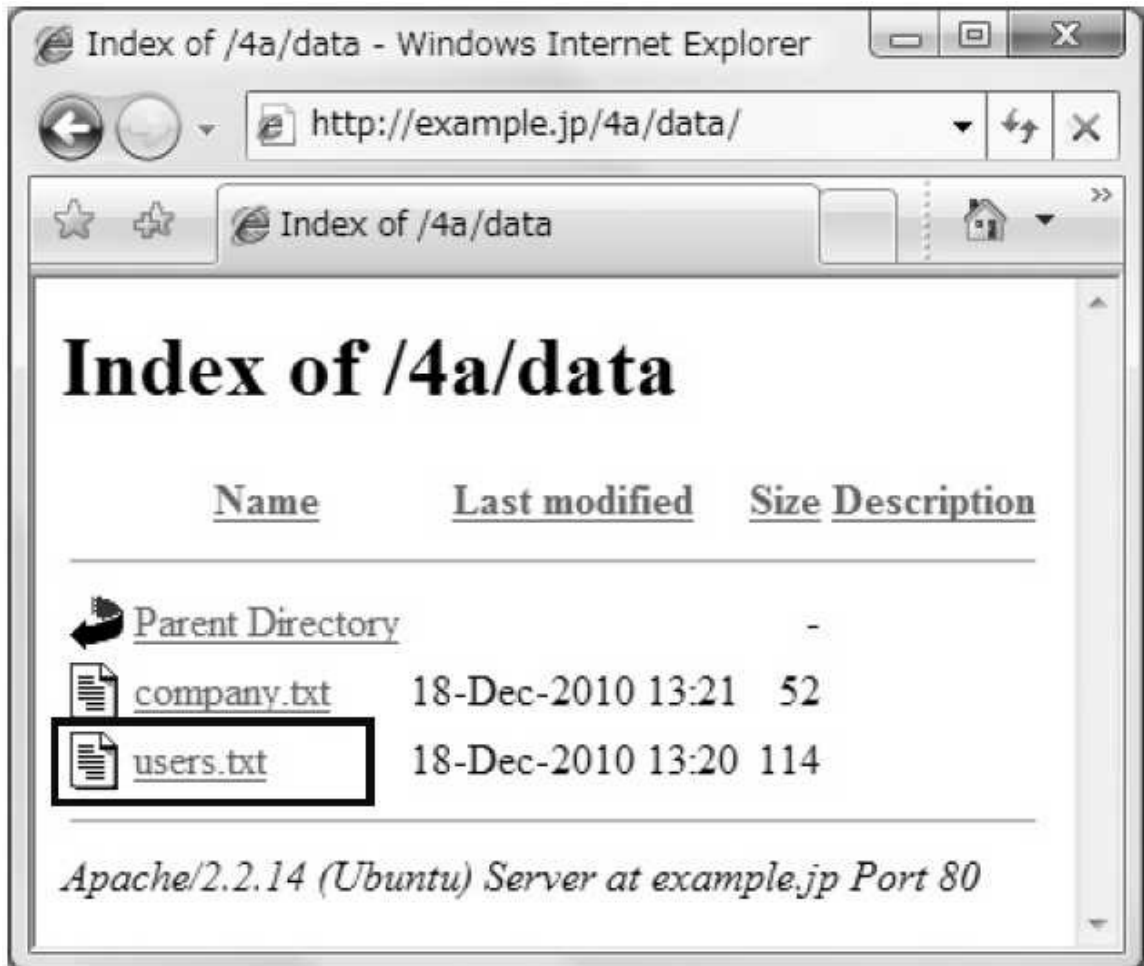 Index of /4a/data - Windows Internet Explorer
http://example.jp/4a/data/
Index of /4a/data
Index of /4a/data
Name Last modified Size Description
Parent Directory -
company.txt 18-Dec-2010 13:21 52
users.txt 18-Dec-2010 13:20 114
Apache/2.2.14 (Ubuntu) Server at example.jp Port 80